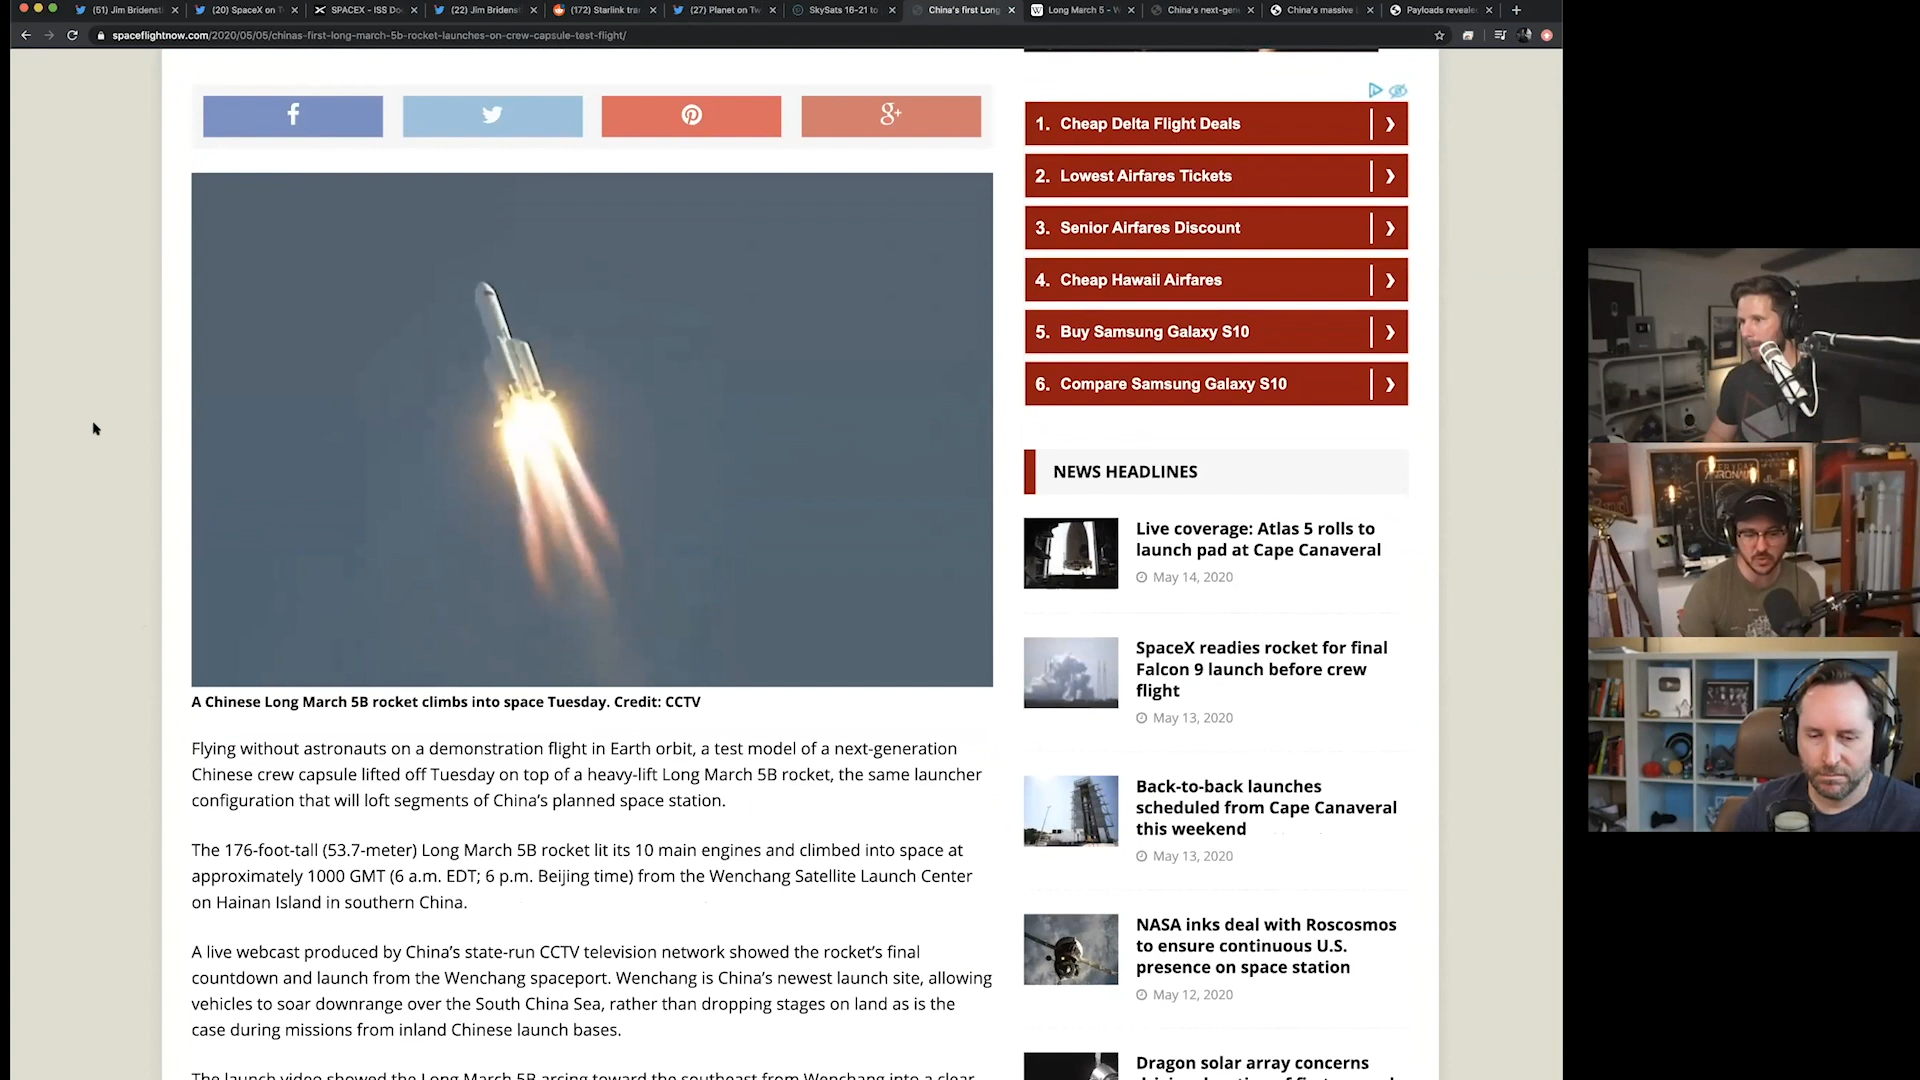 (51) Jim Bridenst
(20) SpaceX on T
SPACEX - ISS Do
(22) Jim Bridenst
(172) Starlink tra
(27) Planet on Tw
SkySats 16-21 to
China's first Long
Long March 5 - W
China's next-gen
China's massive
Payloads reveale
spaceflightnow.com/2020/05/05/chinas-first-long-march-5b-rocket-launches-on-crew-capsule-test-flight/
g+
A Chinese Long March 5B rocket climbs into space Tuesday. Credit: CCTV
Flying without astronauts on a demonstration flight in Earth orbit, a test model of a next-generation
Chinese crew capsule lifted off Tuesday on top of a heavy-lift Long March 5B rocket, the same launcher
configuration that will loft segments of China's planned space station.
The 176-foot-tall (53.7-meter) Long March 5B rocket lit its 10 main engines and climbed into space at
approximately 1000 GMT (6 a.m. EDT; 6 p.m. Beijing time) from the Wenchang Satellite Launch Center
on Hainan Island in southern China.
A live webcast produced by China's state-run CCTV television network showed the rocket's final
countdown and launch from the Wenchang spaceport. Wenchang is China's newest launch site, allowing
vehicles to soar downrange over the South China Sea, rather than dropping stages on land as is the
case during missions from inland Chinese launch bases.
The launch video showed the Long March 5B arcing toward the southeast from Wenchang into a clear
1. Cheap Delta Flight Deals
2. Lowest Airfares Tickets
3. Senior Airfares Discount
4. Cheap Hawaii Airfares
5. Buy Samsung Galaxy S10
6. Compare Samsung Galaxy S10
NEWS HEADLINES
Live coverage: Atlas 5 rolls to
launch pad at Cape Canaveral
May 14, 2020
SpaceX readies rocket for final
Falcon 9 launch before crew
flight
May 13, 2020
Back-to-back launches
scheduled from Cape Canaveral
this weekend
May 13, 2020
NASA inks deal with Roscosmos
to ensure continuous U.S.
presence on space station
May 12, 2020
Dragon solar array concerns